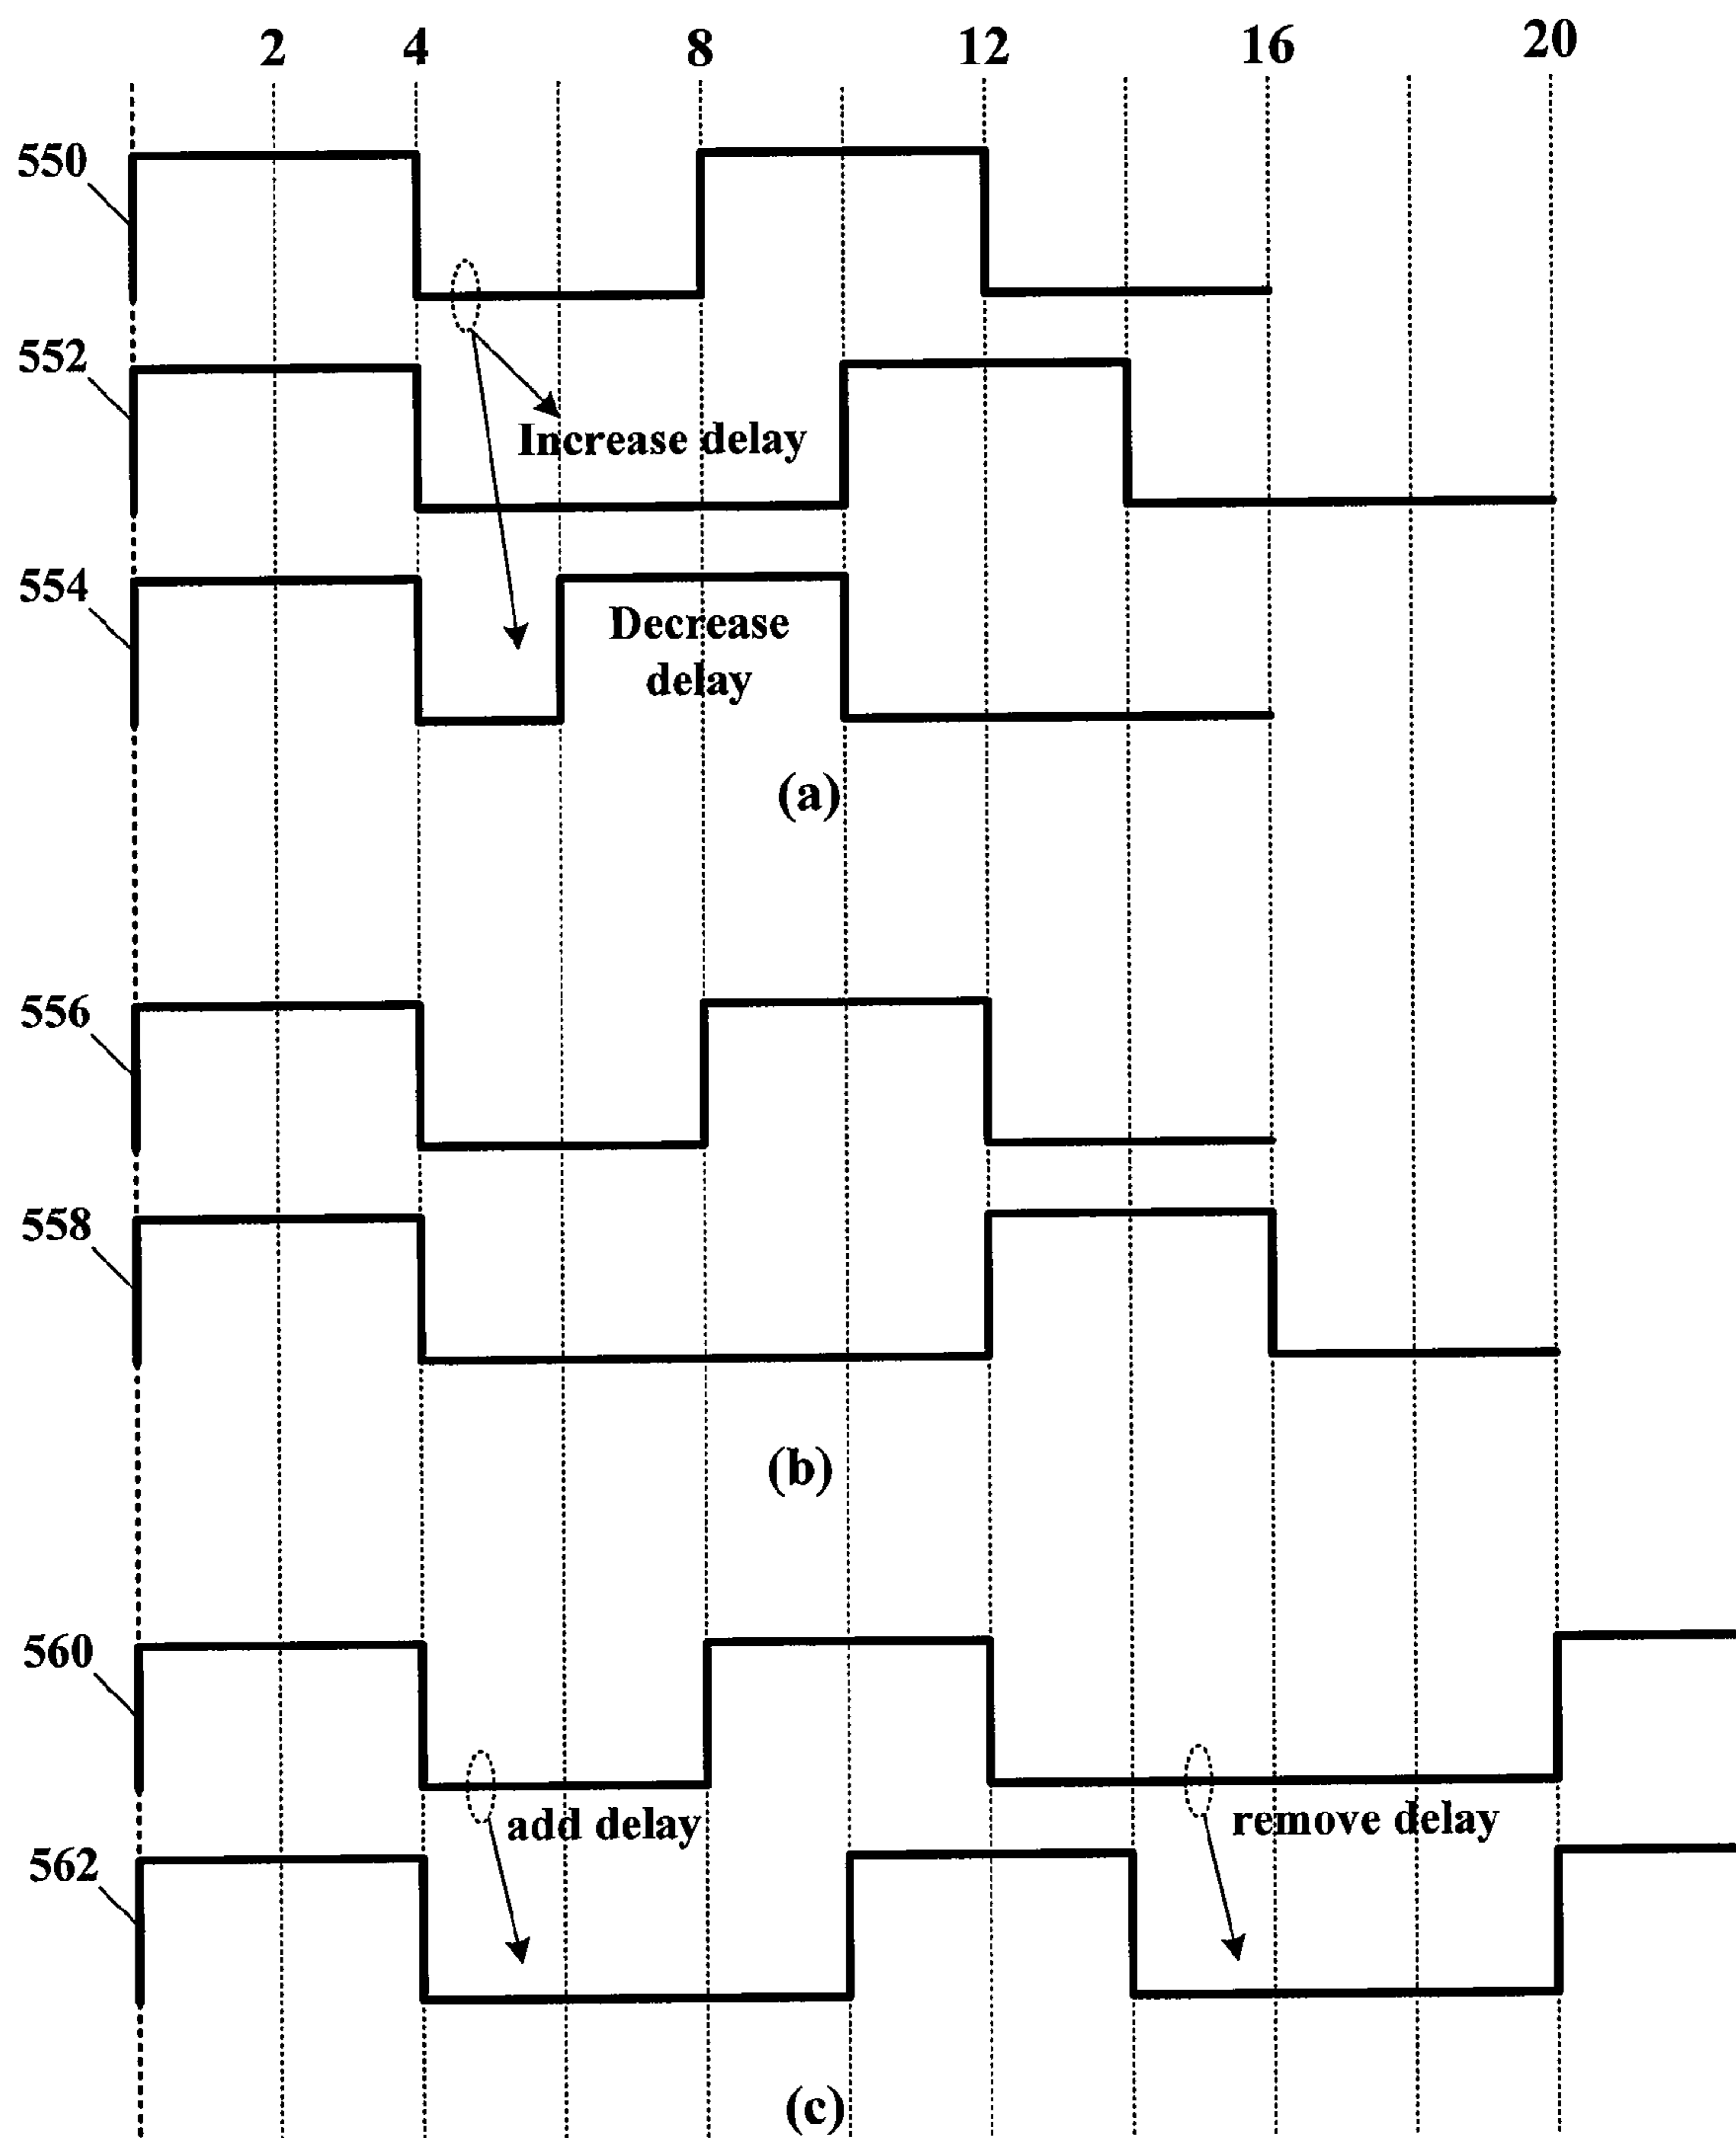 2 4 8 12 16 20
550
552
Increase delay
554
Decrease
delay
(a)
556
558
(b)
560
add delay
remove delay
562
(c)